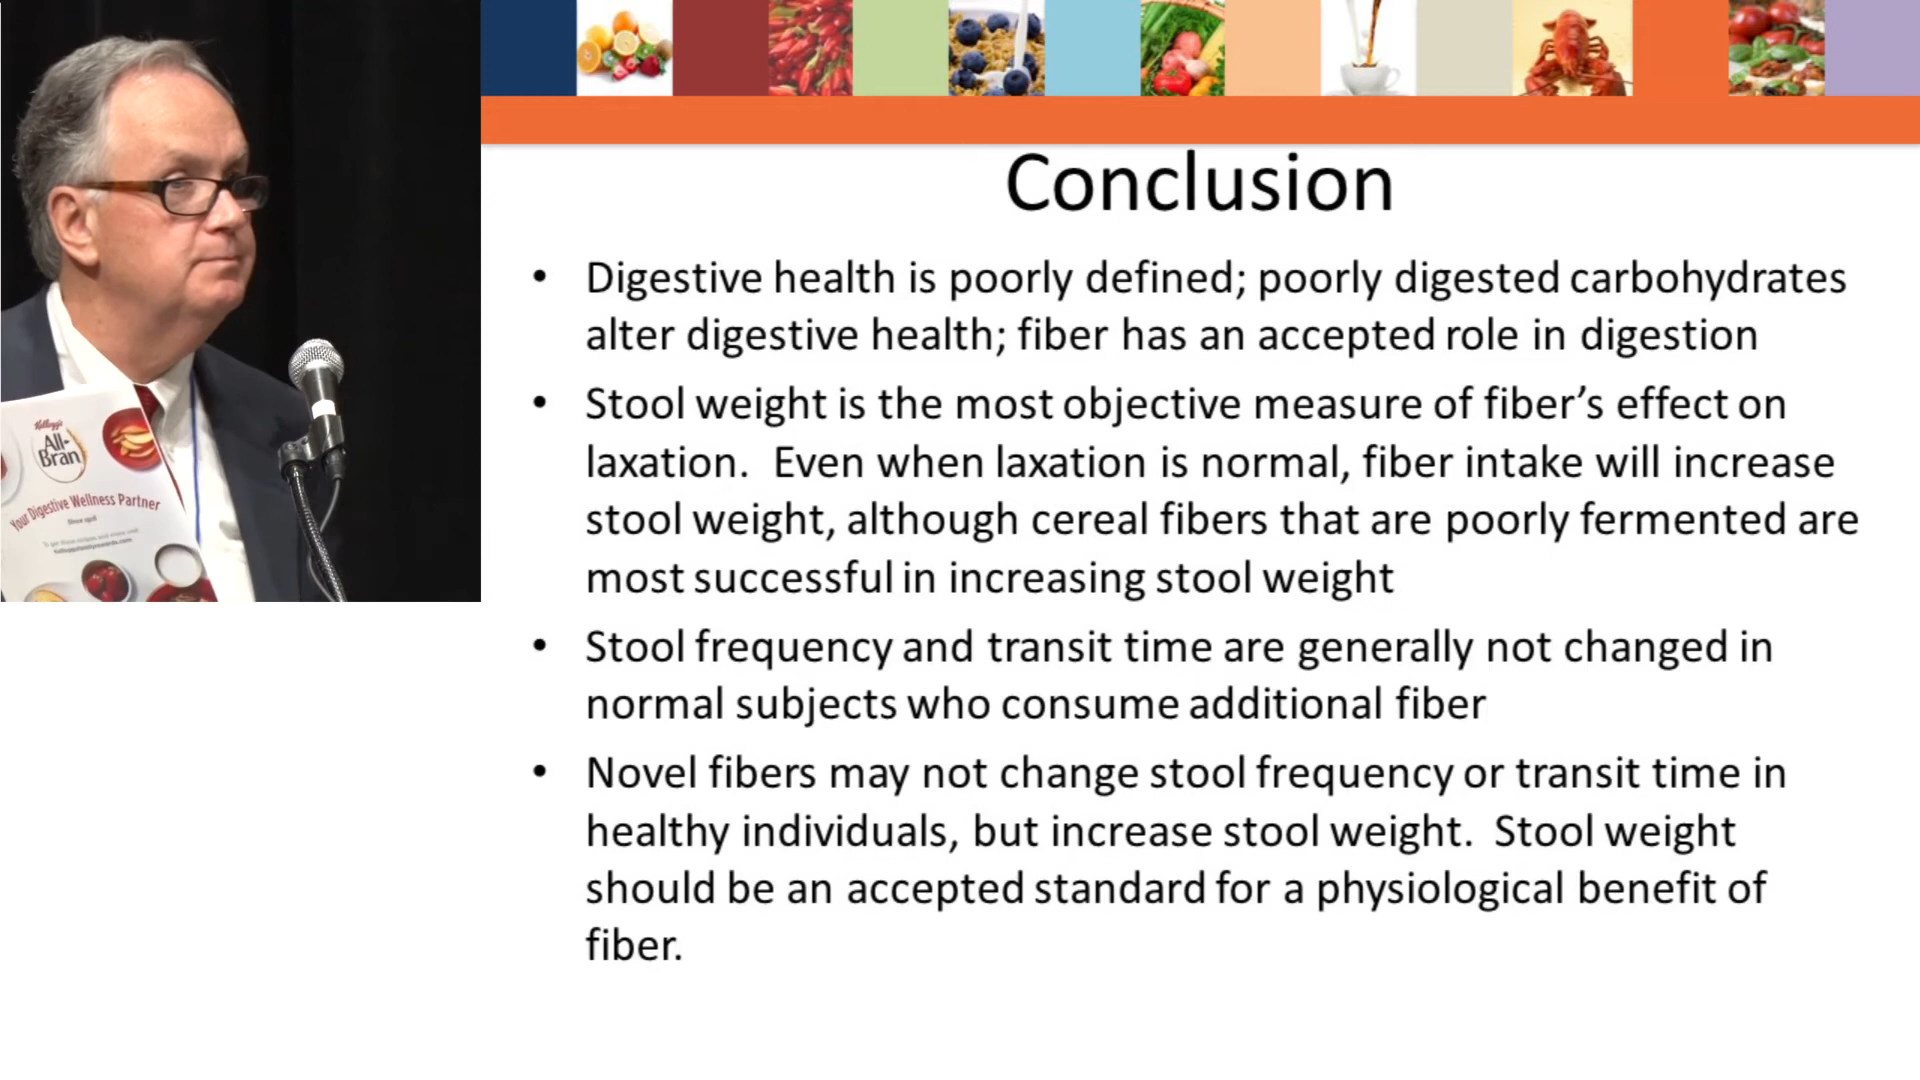 Kellogg's
All-
Bran
Your Digestive Wellness Partner
Conclusion
• Digestive health is poorly defined; poorly digested carbohydrates
alter digestive health; fiber has an accepted role in digestion
• Stool weight is the most objective measure of fiber’s effect on
laxation.  Even when laxation is normal, fiber intake will increase
stool weight, although cereal fibers that are poorly fermented are
most successful in increasing stool weight
• Stool frequency and transit time are generally not changed in
normal subjects who consume additional fiber
• Novel fibers may not change stool frequency or transit time in
healthy individuals, but increase stool weight.  Stool weight
should be an accepted standard for a physiological benefit of
fiber.